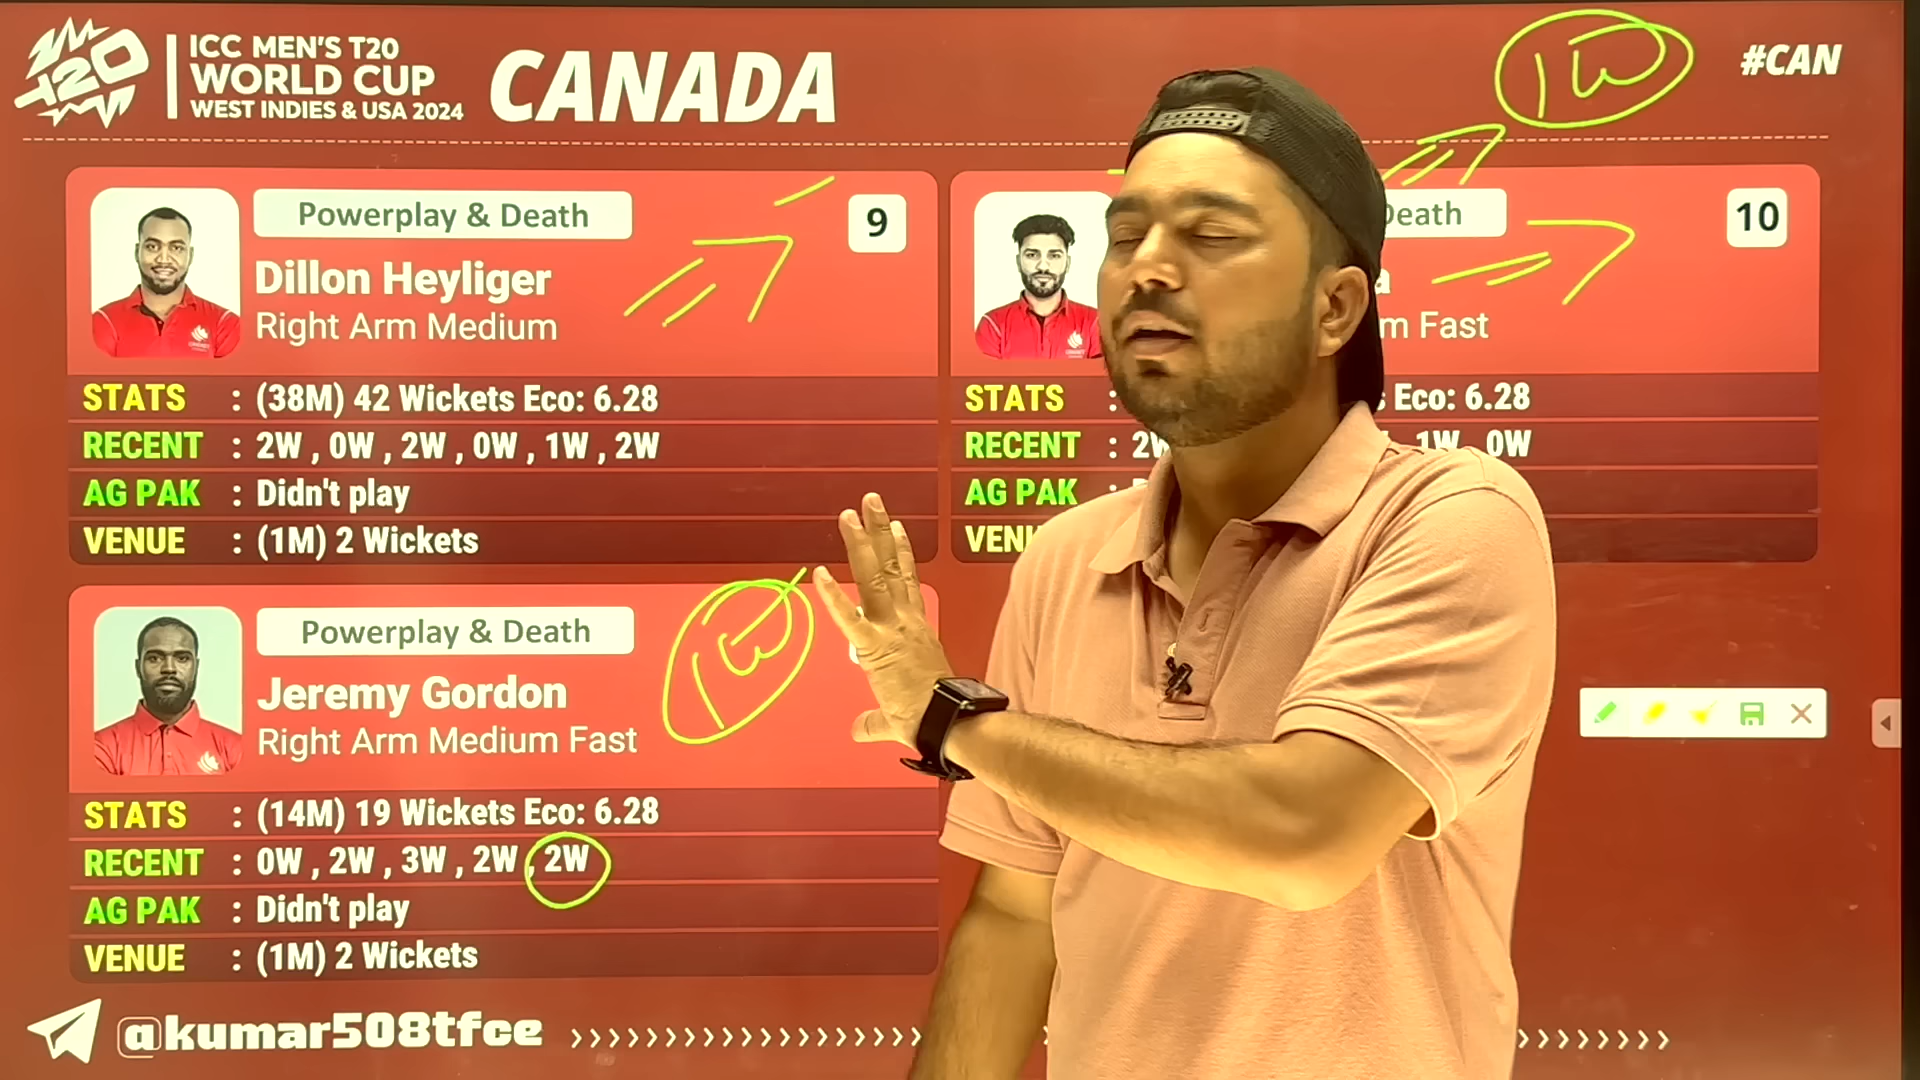 T20
ICC MEN'S T20
WORLD CUP
WEST INDIES & USA 2024
CANADA
1W
#CAN
Powerplay & Death
9
Dillon Heyliger
Right Arm Medium
STATS : (38M) 42 Wickets Eco: 6.28
RECENT : 2W , 0W , 2W , 0W , 1W , 2W
AG PAK : Didn't play
VENUE : (1M) 2 Wickets
Death
10
Fast
STATS : Eco: 6.28
RECENT : 1W , 0W
AG PAK :
Powerplay & Death
1W
Jeremy Gordon
Right Arm Medium Fast
STATS : (14M) 19 Wickets Eco: 6.28
RECENT : 0W , 2W , 3W , 2W , 2W
AG PAK : Didn't play
VENUE : (1M) 2 Wickets
@kumar508tfce